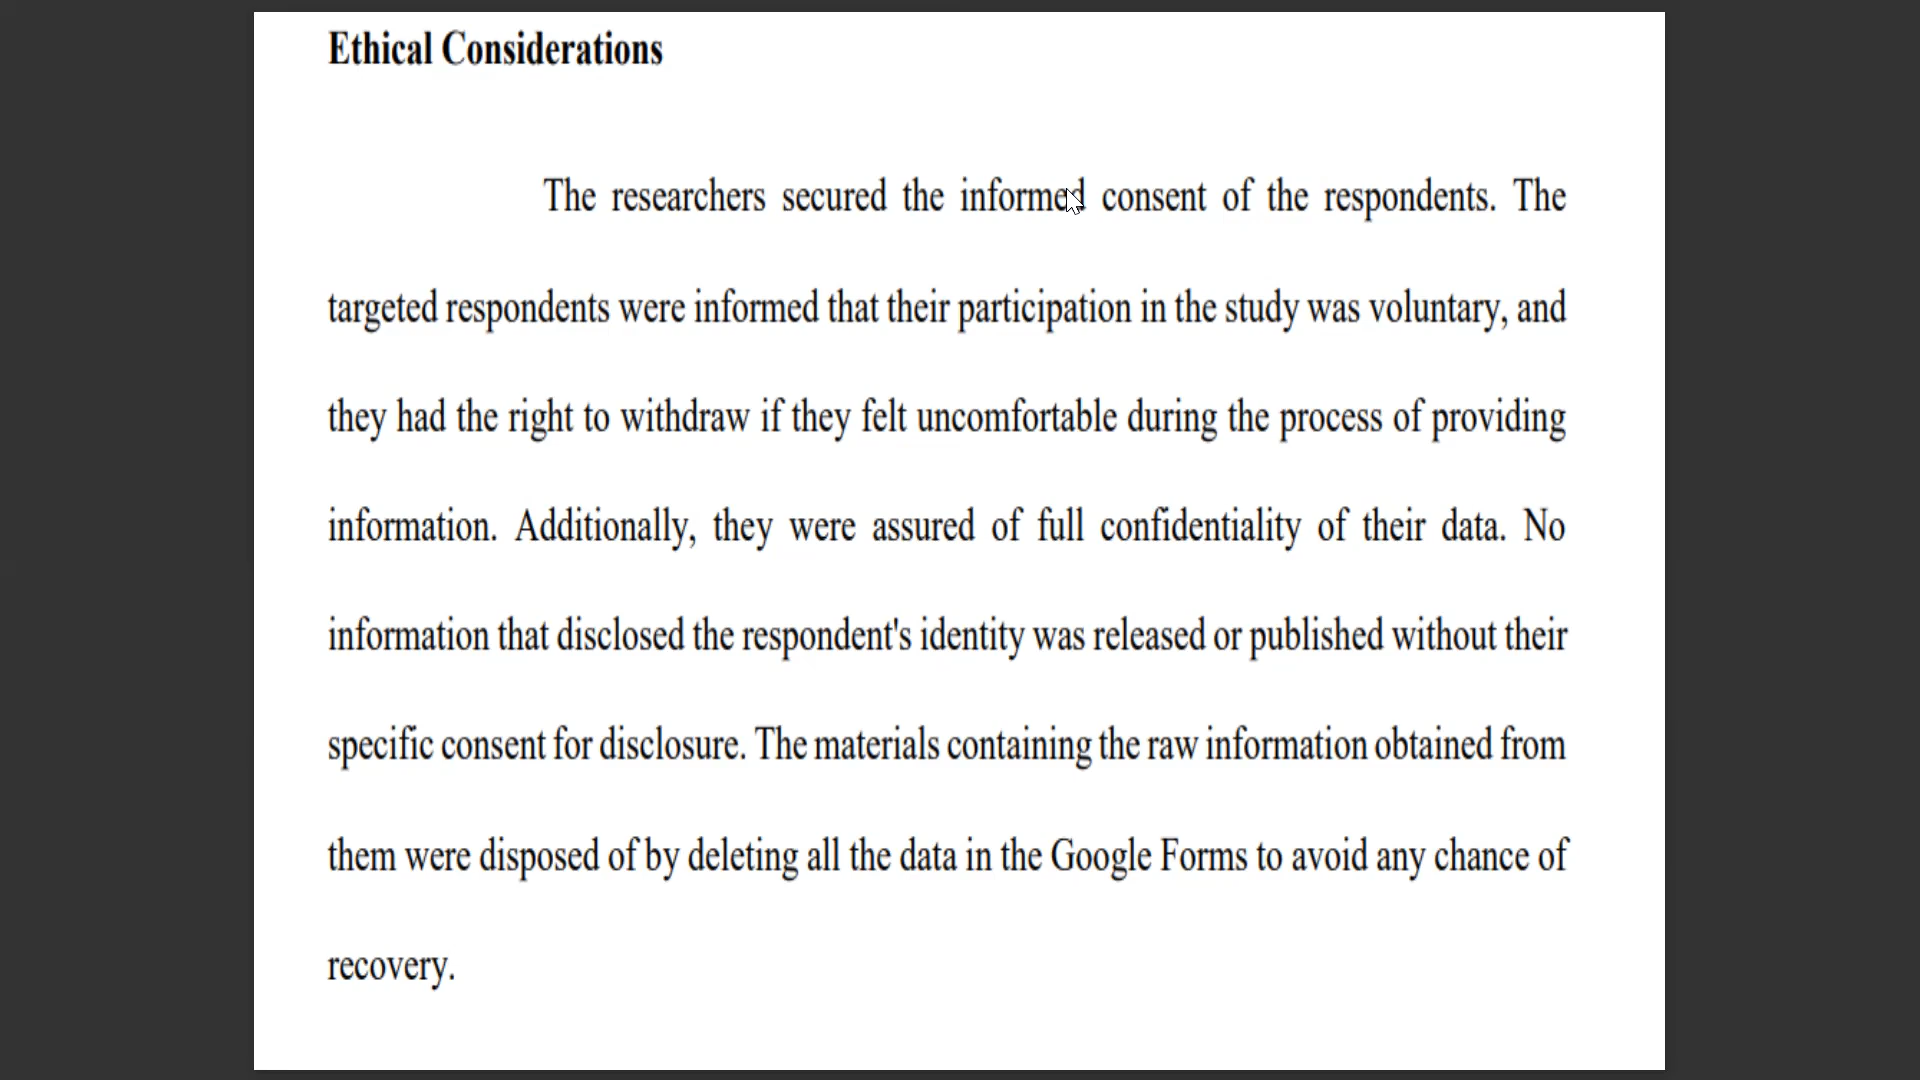 Ethical Considerations
The researchers secured the informed consent of the respondents. The
targeted respondents were informed that their participation in the study was voluntary, and
they had the right to withdraw if they felt uncomfortable during the process of providing
information. Additionally, they were assured of full confidentiality of their data. No
information that disclosed the respondent's identity was released or published without their
specific consent for disclosure. The materials containing the raw information obtained from
them were disposed of by deleting all the data in the Google Forms to avoid any chance of
recovery.